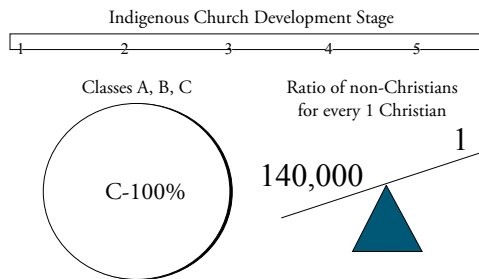 Indigenous Church Development Stage
1 2 3 4 5
Classes A, B, C
C-100%
Ratio of non-Christians
for every 1 Christian
140,000
1